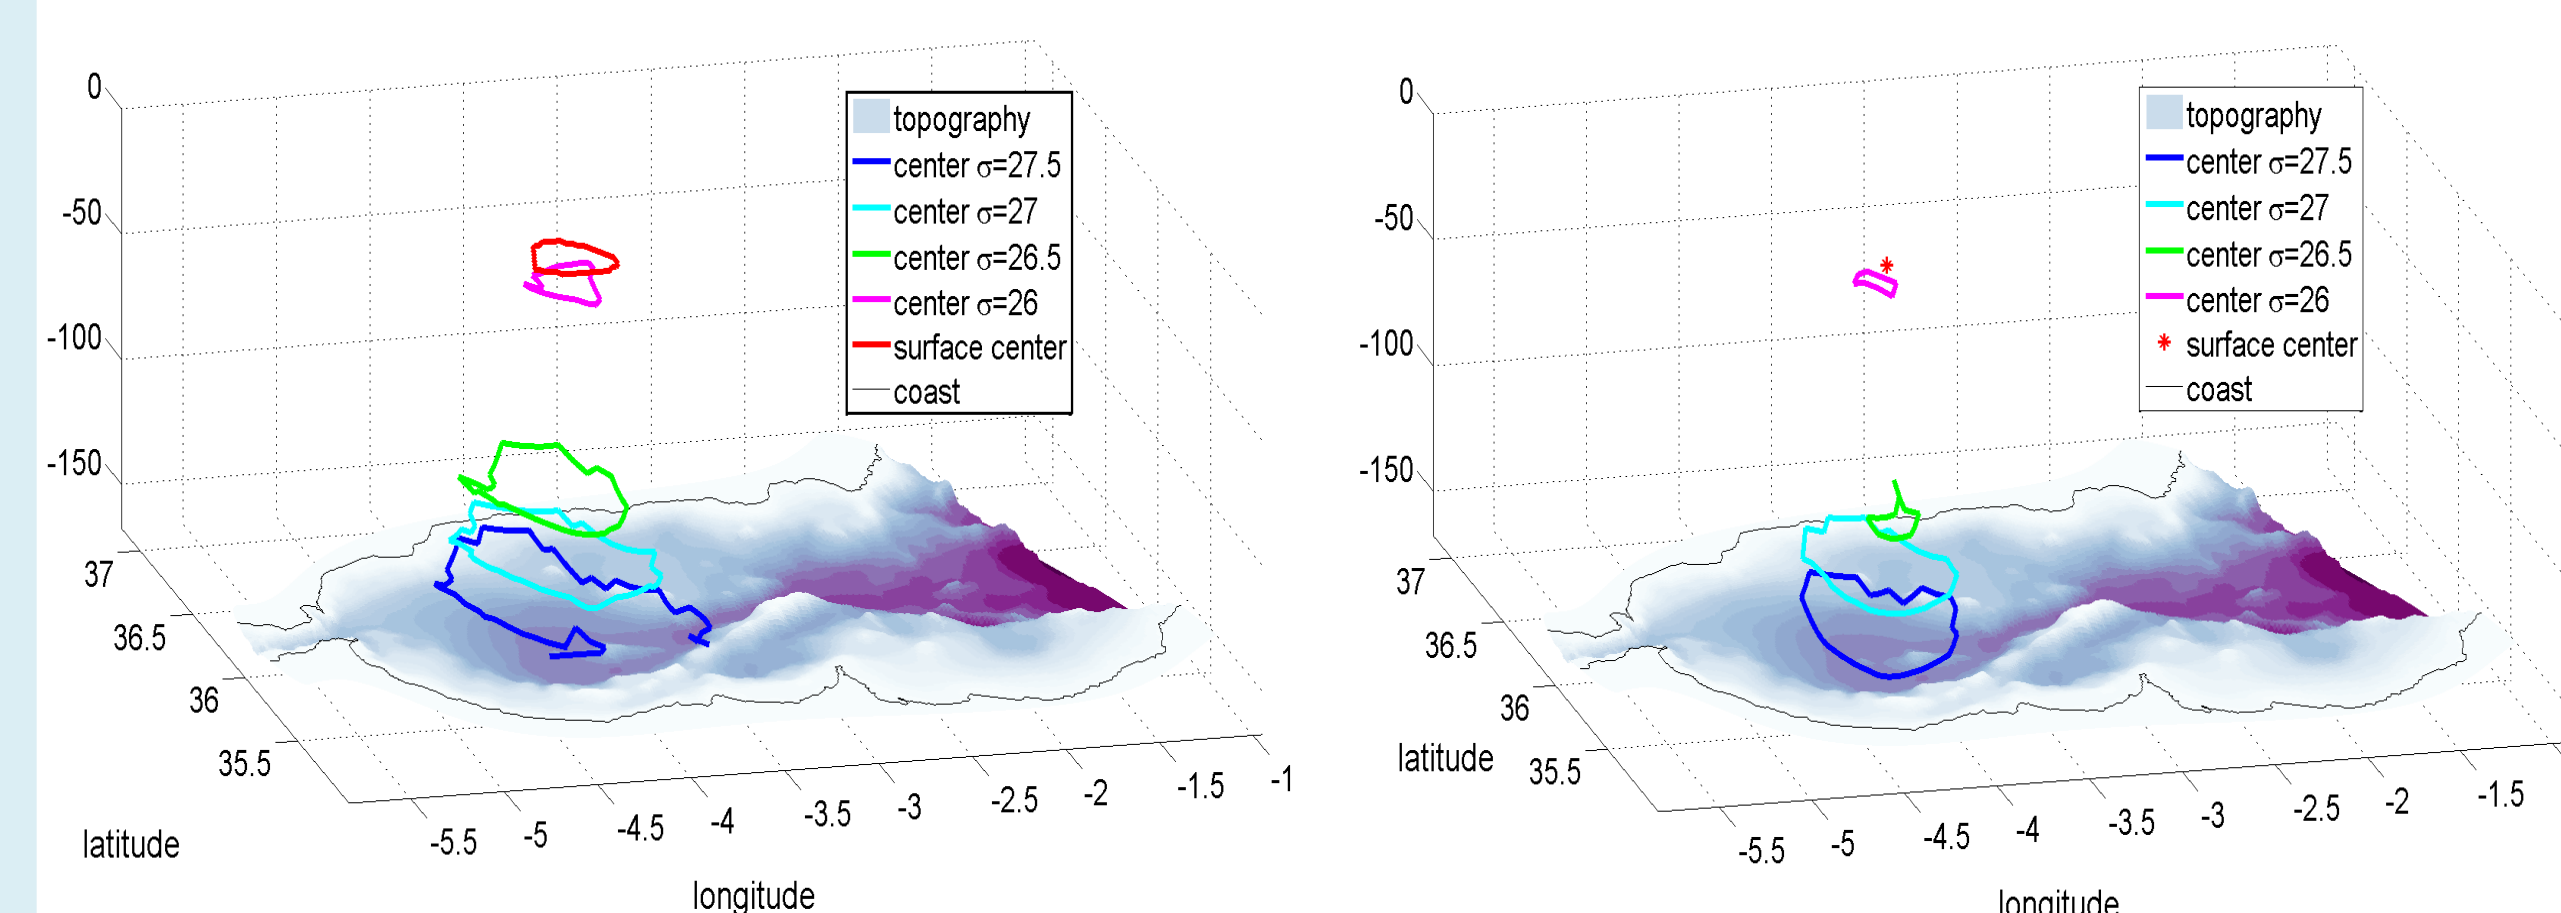 0
-50
-100
-150
37
36.5
36
35.5
latitude
-5.5
-5
-4.5
-4
-3.5
-3
-2.5
-2
-1.5
-1
longitude
topography
center σ=27.5
center σ=27
center σ=26.5
center σ=26
surface center
coast
0
-50
-100
-150
37
36.5
36
35.5
latitude
-5.5
-5
-4.5
-4
-3.5
-3
-2.5
-2
-1.5
longitude
topography
center σ=27.5
center σ=27
center σ=26.5
center σ=26
surface center
coast